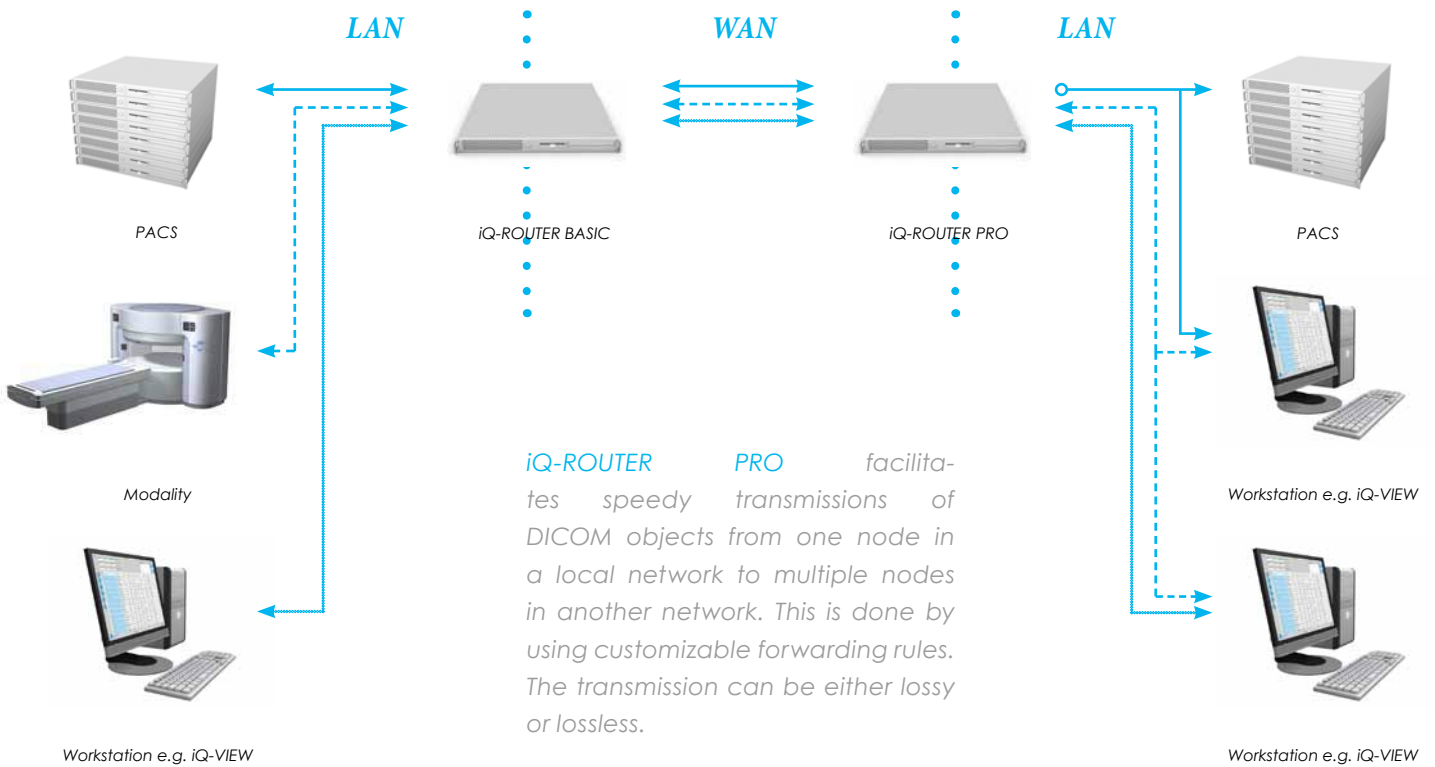 LAN
WAN
LAN
PACS
iQ-ROUTER BASIC
iQ-ROUTER PRO
PACS
Modality
Workstation e.g. iQ-VIEW
iQ-ROUTER PRO facilita-
tes speedy transmissions of
DICOM objects from one node in
a local network to multiple nodes
in another network. This is done by
using customizable forwarding rules.
The transmission can be either lossy
or lossless.
Workstation e.g. iQ-VIEW
Workstation e.g. iQ-VIEW